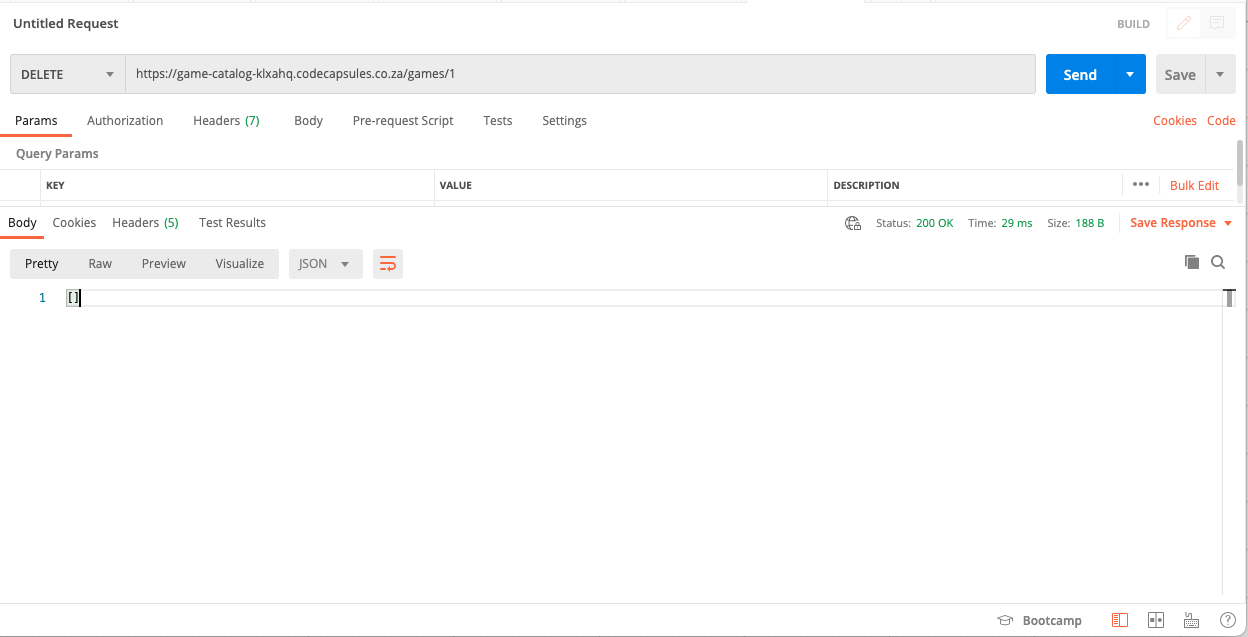 Untitled Request
BUILD
DELETE
https://game-catalog-klxahq.codecapsules.co.za/games/1
Send
Save
Params Authorization Headers (7) Body Pre-request Script Tests Settings
Cookies Code
Query Params
KEY VALUE DESCRIPTION ••• Bulk Edit
Body Cookies Headers (5) Test Results
Status: 200 OK Time: 29 ms Size: 188 B Save Response
Pretty Raw Preview Visualize JSON
1 []
Bootcamp